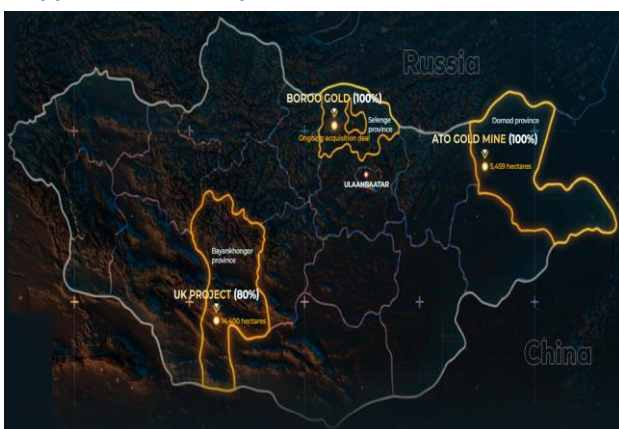 Russia
BOROO GOLD (100%)
Selenge
province
Ongoing acquisition deal
Dornod province
ATO GOLD MINE (100%)
5,459 hectares
ULAANBAATAR
Bayankhongor
province
UK PROJECT (80%)
14,400 hectares
China